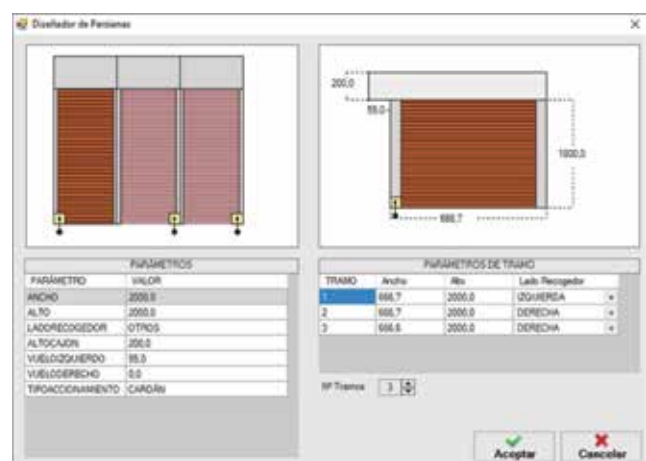 Diseñador de Persianas
200,0
55,0
1800,0
666,7
PARÁMETROS
PARÁMETRO VALOR
ANCHO 2000,0
ALTO 2000,0
LADORECOGEDOR OTROS
ALTOCAJON 200,0
VUELOIZQUIERDO 55,0
VUELODERECHO 0,0
TIPOACCIONAMIENTO CARDÁN
PARÁMETROS DE TRAMO
TRAMO Ancho Alto Lado Recogedor
1 666,7 2000,0 IZQUIERDA
2 666,7 2000,0 DERECHA
3 666,6 2000,0 DERECHA
Nº Tramos 3
Aceptar
Cancelar